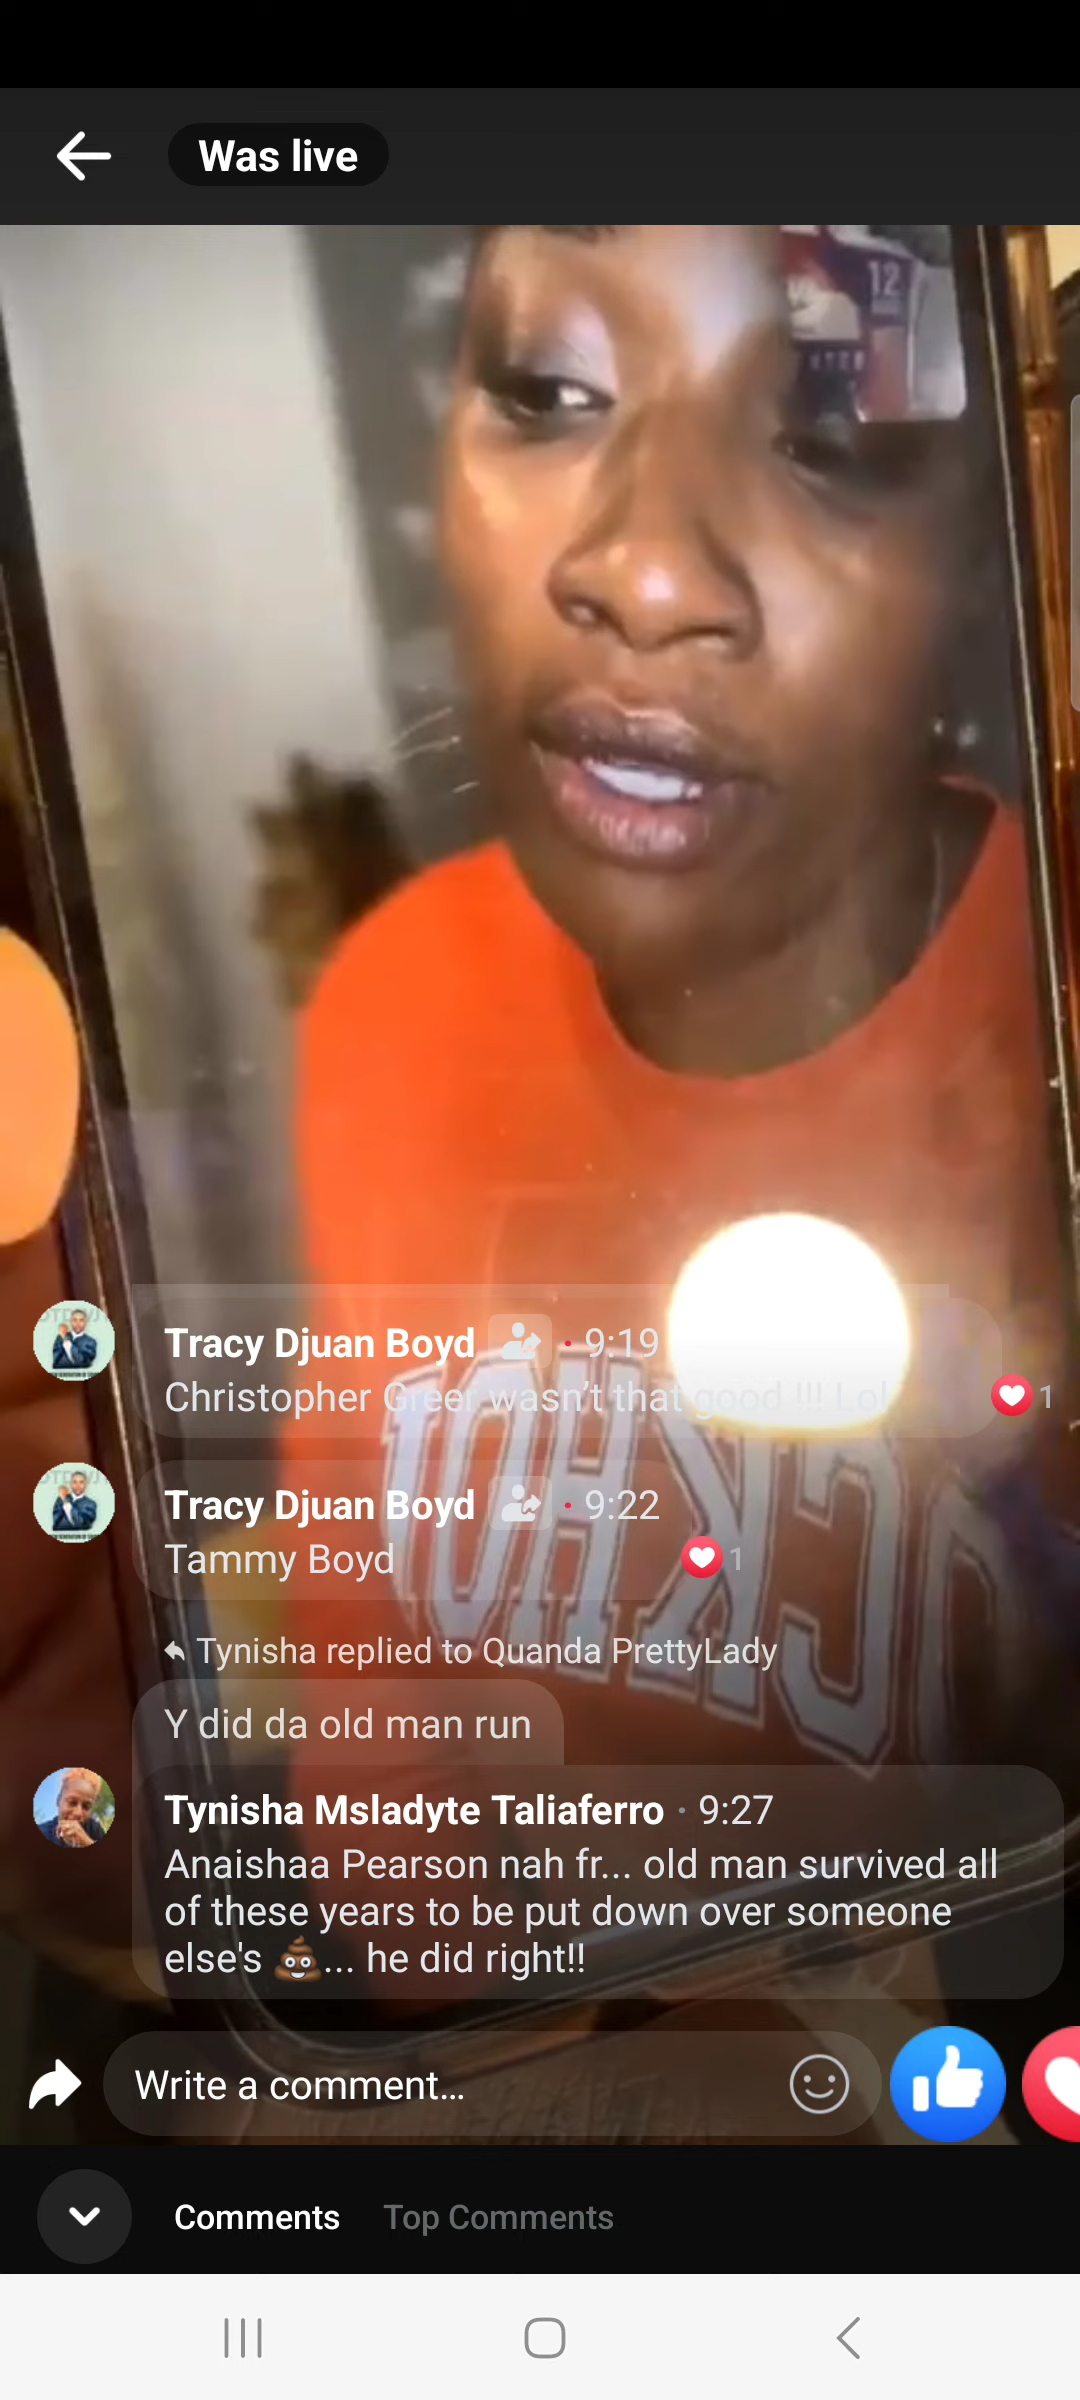 Was live
12
Tracy Djuan Boyd · 9:19
Christopher Greer wasn't that good !!! Lol
1
Tracy Djuan Boyd · 9:22
Tammy Boyd
1
Tynisha replied to Quanda PrettyLady
Y did da old man run
Tynisha Msladyte Taliaferro · 9:27
Anaishaa Pearson nah fr... old man survived all
of these years to be put down over someone
else's 💩... he did right!!
Write a comment...
Comments
Top Comments